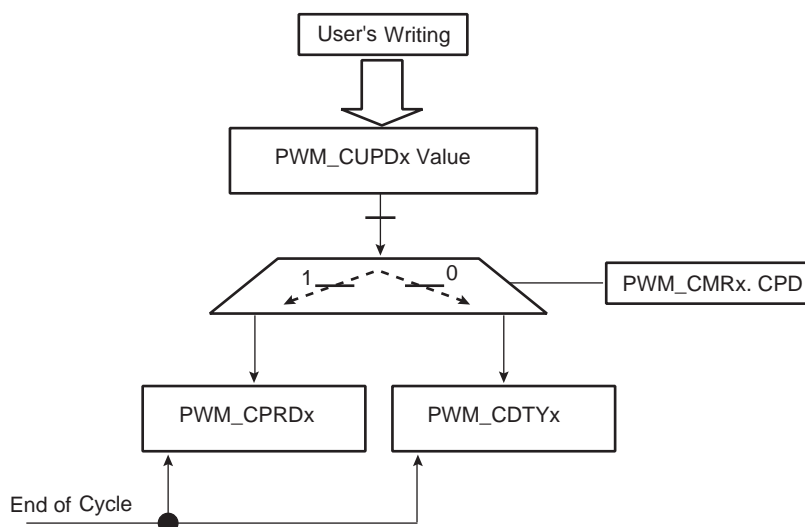 User's Writing
PWM_CUPDx Value
1
0
PWM_CMRx. CPD
PWM_CPRDx
PWM_CDTYx
End of Cycle